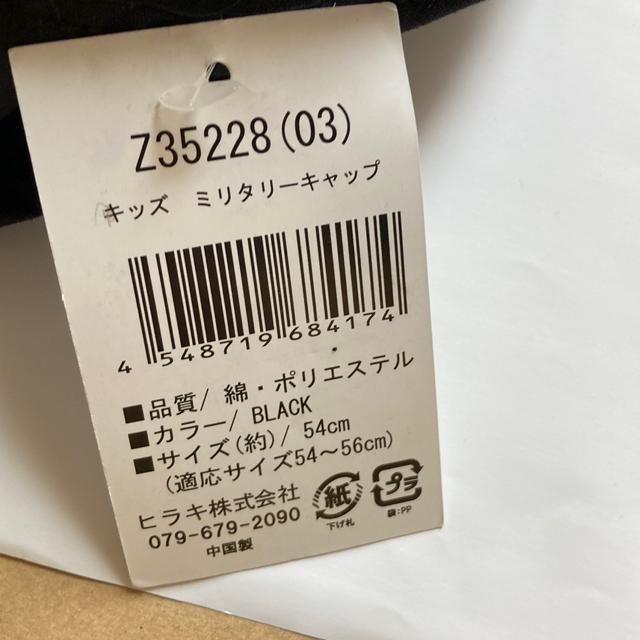 Z35228(03)
キッズ ミリタリーキャップ
4 548719 684174
■品質/ 綿・ポリエステル
■カラー/ BLACK
■サイズ(約)/ 54cm
(適応サイズ54～56cm)
ヒラキ株式会社
079-679-2090
中国製
紙
下げ札
プラ
袋:PP